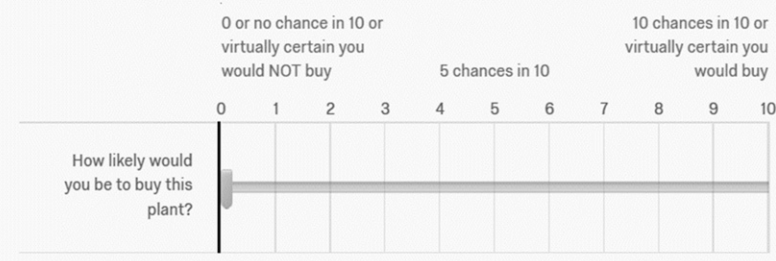 0 or no chance in 10 or
virtually certain you
would NOT buy
5 chances in 10
10 chances in 10 or
virtually certain you
would buy
0 1 2 3 4 5 6 7 8 9 10
How likely would
you be to buy this
plant?